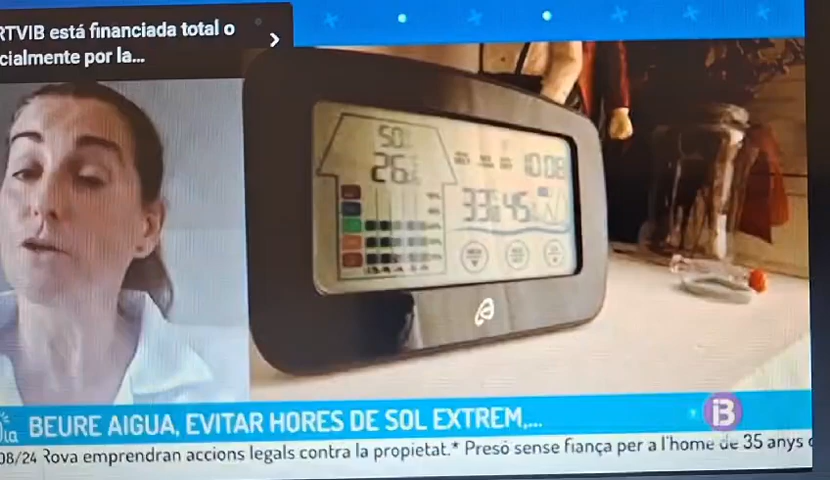 RTVIB está financiada total o
cialmente por la...
50
26
10:08
33 45
BEURE AIGUA, EVITAR HORES DE SOL EXTREM,...
08/24 Rova emprendran accions legals contra la propietat.* Presó sense fiança per a l'home de 35 anys